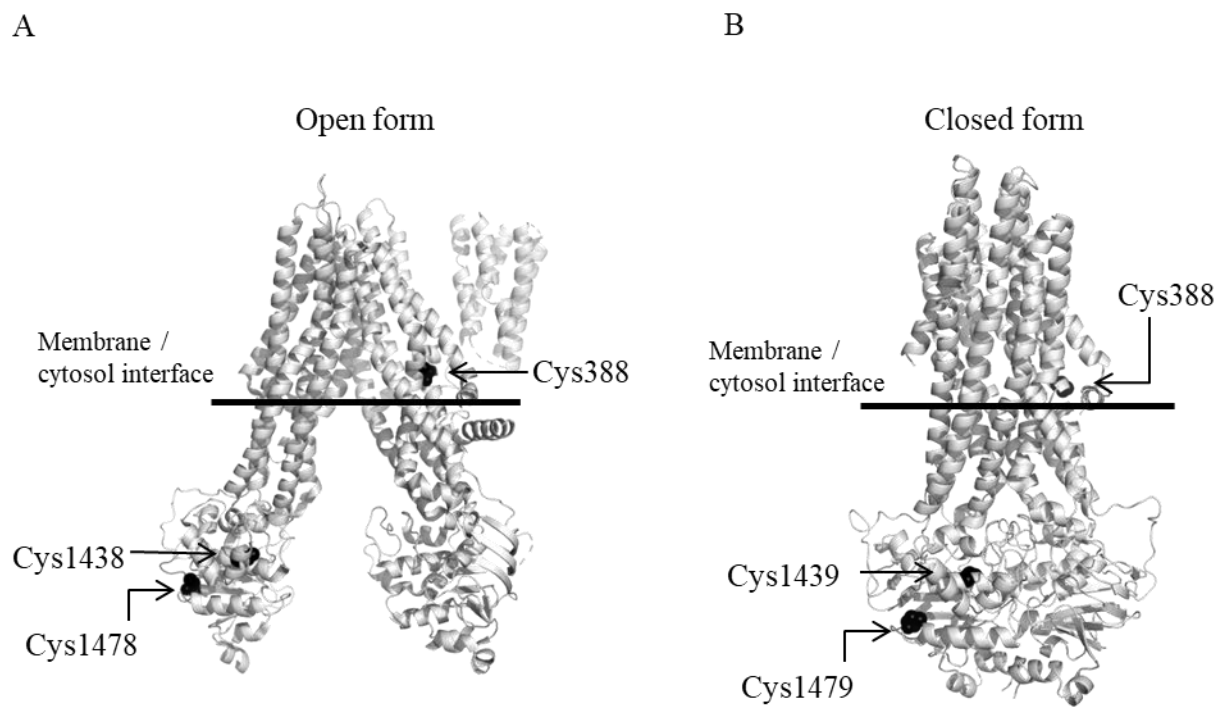 A
Open form
Membrane /
cytosol interface
Cys388
Cys1438
Cys1478
B
Closed form
Cys388
Membrane /
cytosol interface
Cys1439
Cys1479